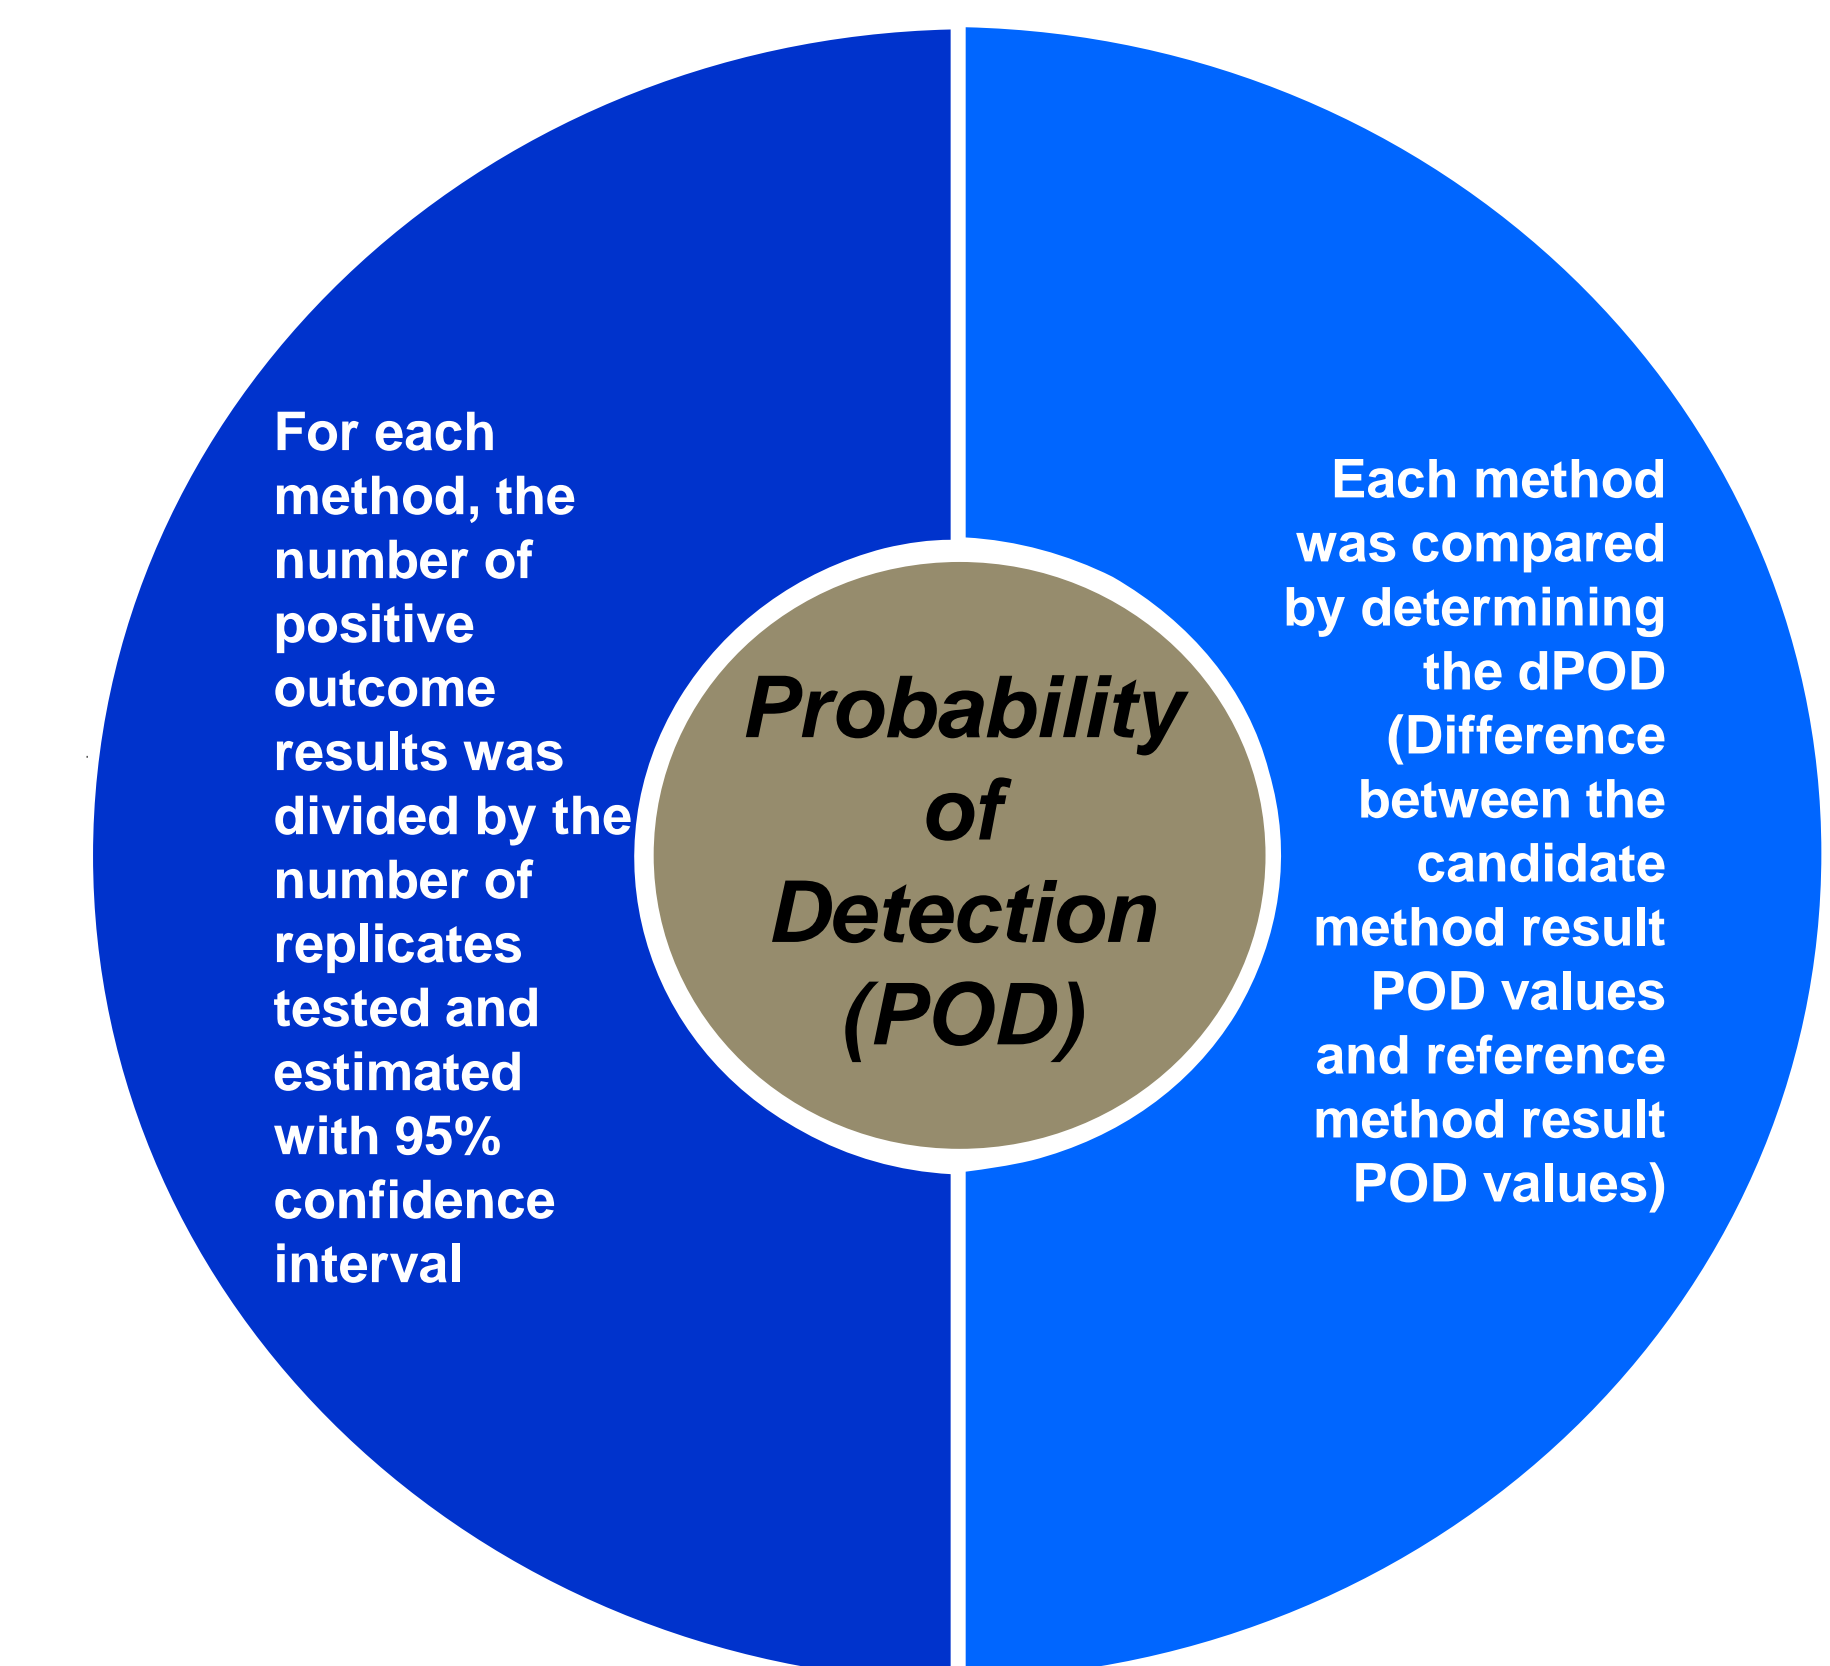 For each
method, the
number of
positive
outcome
results was
divided by the
number of
replicates
tested and
estimated
with 95%
confidence
interval
Probability
of
Detection
(POD)
Each method
was compared
by determining
the dPOD
(Difference
between the
candidate
method result
POD values
and reference
method result
POD values)